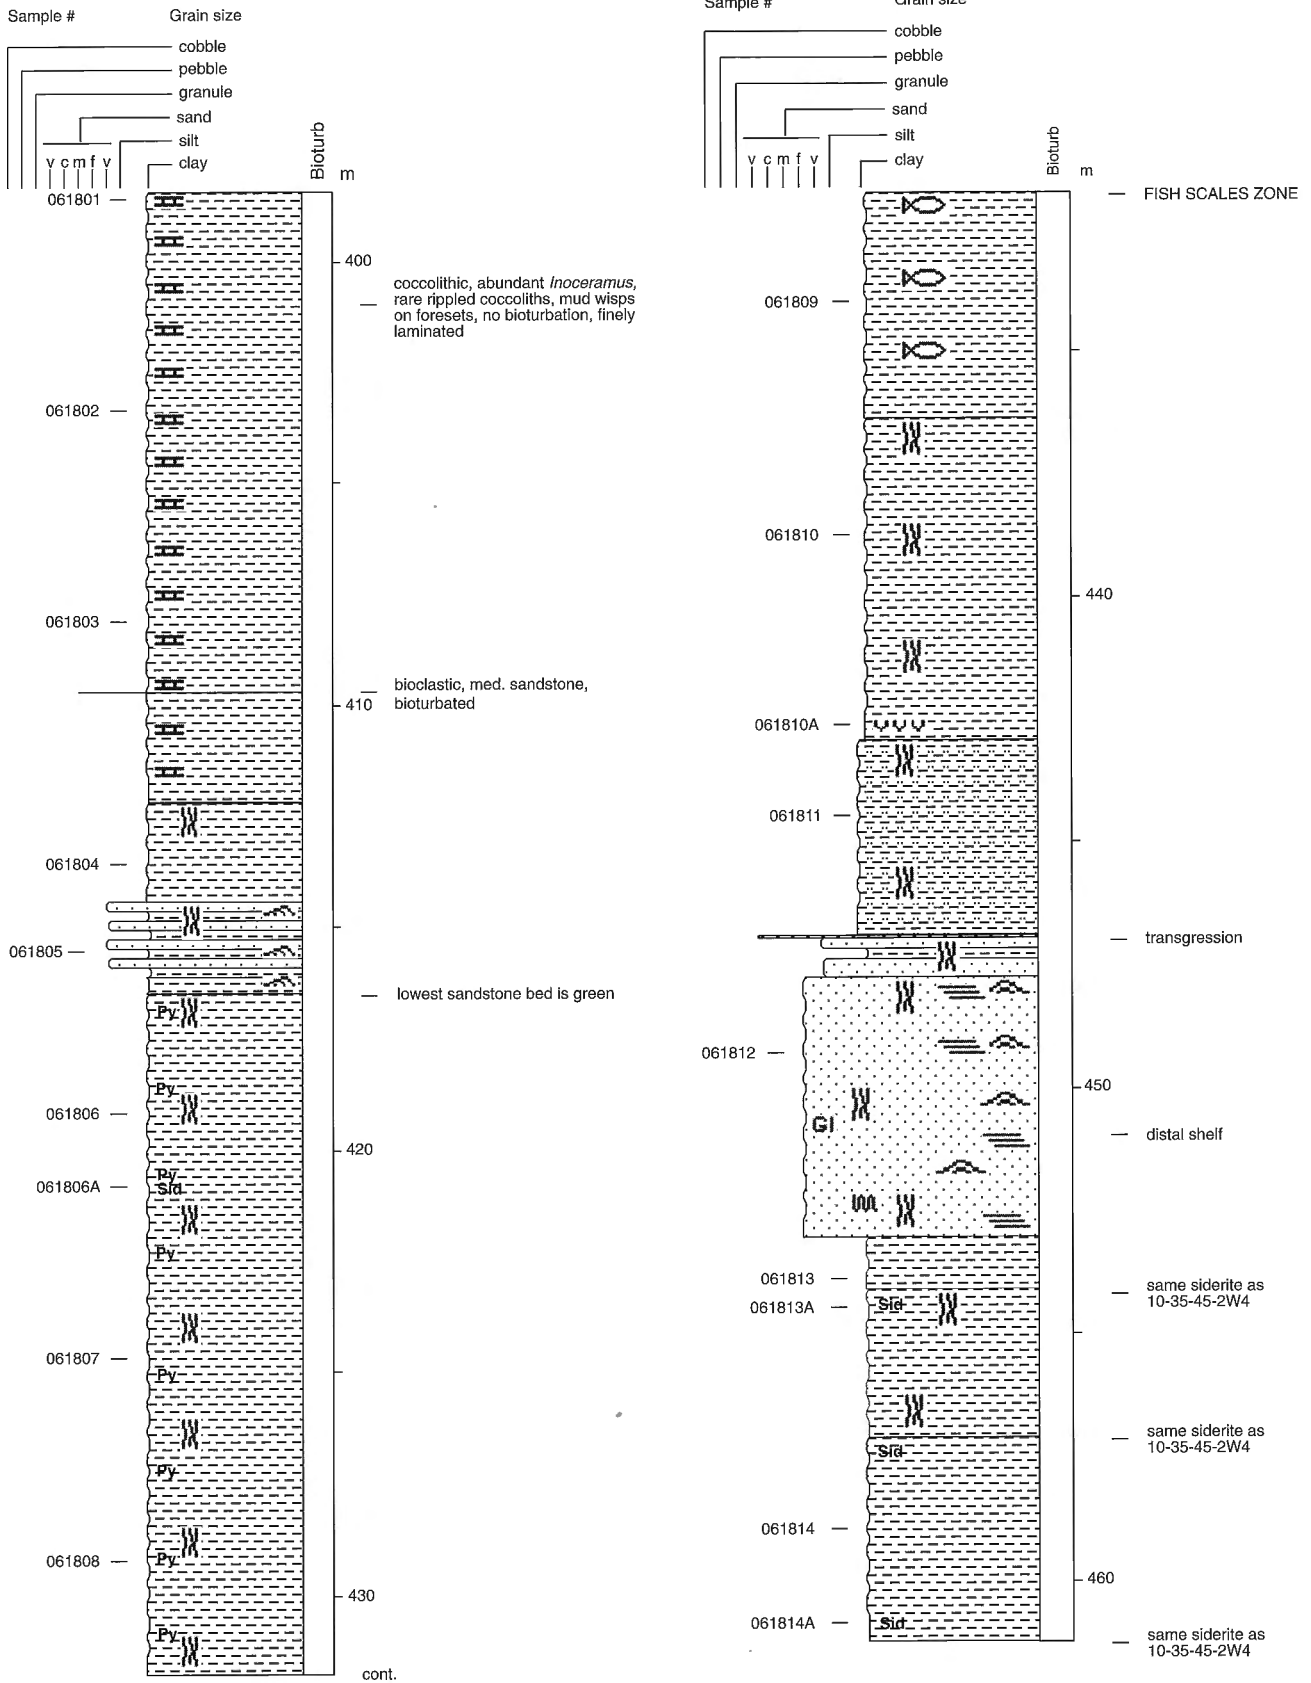 Sample #
Grain size
cobble
pebble
granule
sand
silt
v c m f v
clay
Bioturb
m
061801
400
coccolithic, abundant Inoceramus,
rare rippled coccoliths, mud wisps
on foresets, no bioturbation, finely
laminated
061802
061803
bioclastic, med. sandstone,
bioturbated
410
061804
061805
lowest sandstone bed is green
Py
Py
061806
420
Py
061806A
Sid
Py
061807
Py
Py
061808
Py
430
Py
cont.
Sample #
Grain size
cobble
pebble
granule
sand
silt
v c m f v
clay
Bioturb
m
FISH SCALES ZONE
061809
061810
440
061810A
061811
transgression
061812
450
Gl
distal shelf
061813
same siderite as
10-35-45-2W4
061813A
Sid
same siderite as
10-35-45-2W4
Sid
061814
460
061814A
Sid
same siderite as
10-35-45-2W4